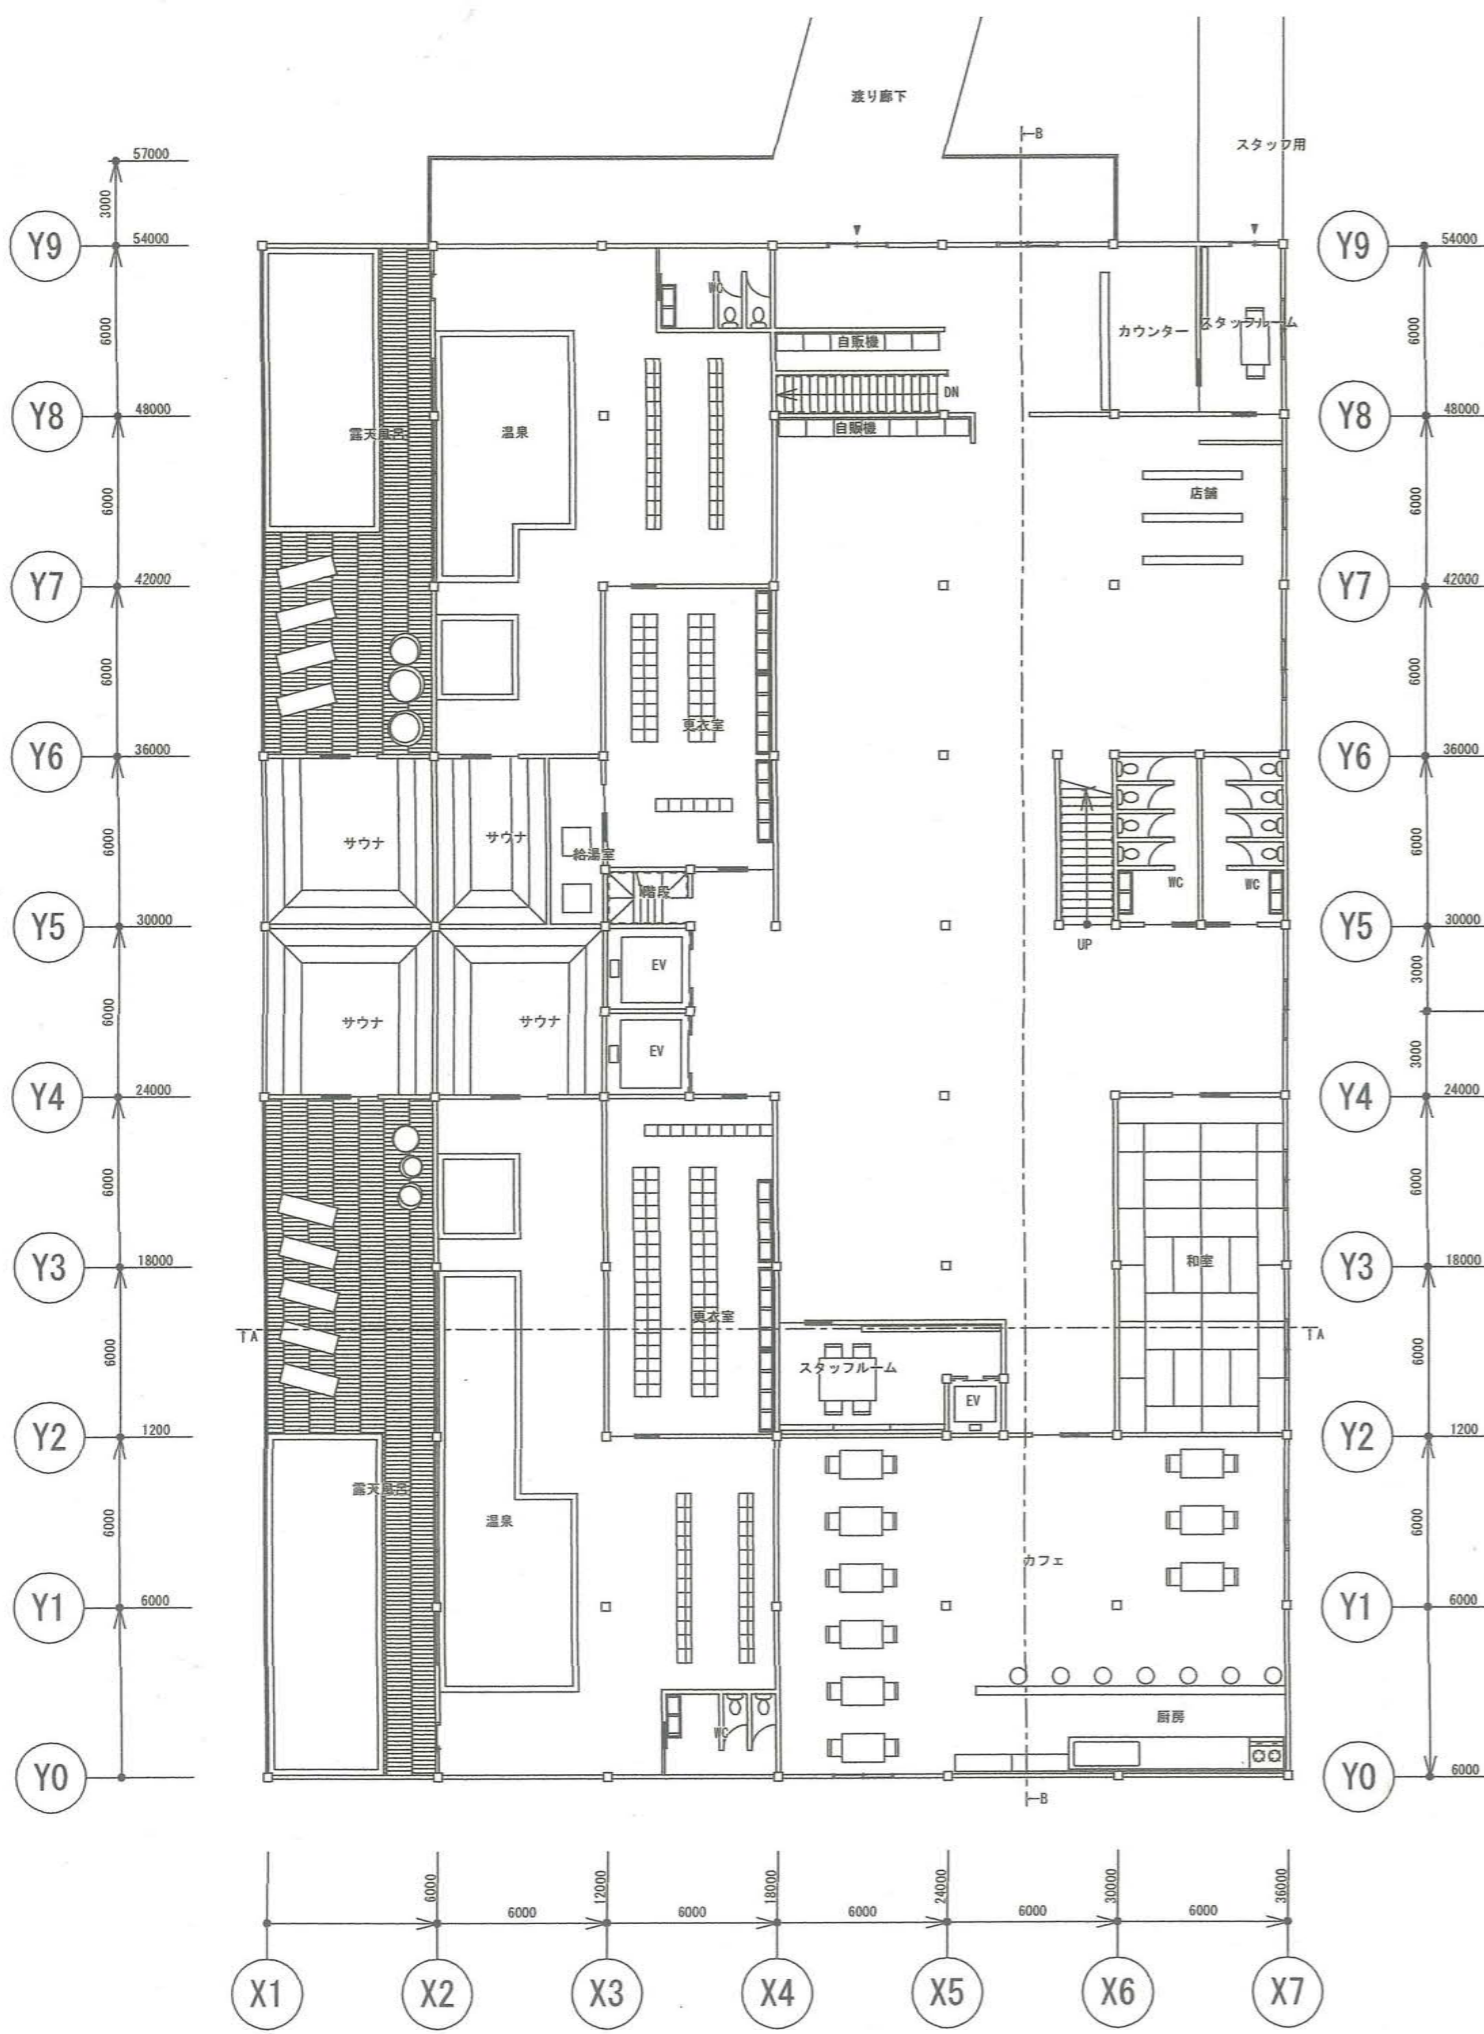 渡り廊下
B
スタッフ用
57000
3000
Y9
54000
Y9
54000
WC
カウンター
スタッフルーム
6000
6000
自販機
DN
Y8
48000
Y8
48000
露天風呂
温泉
自販機
店舗
6000
6000
Y7
42000
Y7
42000
6000
6000
更衣室
Y6
36000
Y6
36000
サウナ
サウナ
給湯室
6000
6000
階段
WC
WC
Y5
30000
Y5
30000
UP
EV
3000
サウナ
サウナ
6000
EV
3000
Y4
24000
Y4
24000
6000
6000
Y3
18000
和室
Y3
18000
A
更衣室
A
6000
スタッフルーム
6000
EV
Y2
1200
Y2
1200
露天風呂
温泉
6000
6000
カフェ
Y1
6000
Y1
6000
WC
厨房
Y0
Y0
6000
B
6000
12000
18000
24000
30000
36000
6000
6000
6000
6000
6000
X1
X2
X3
X4
X5
X6
X7